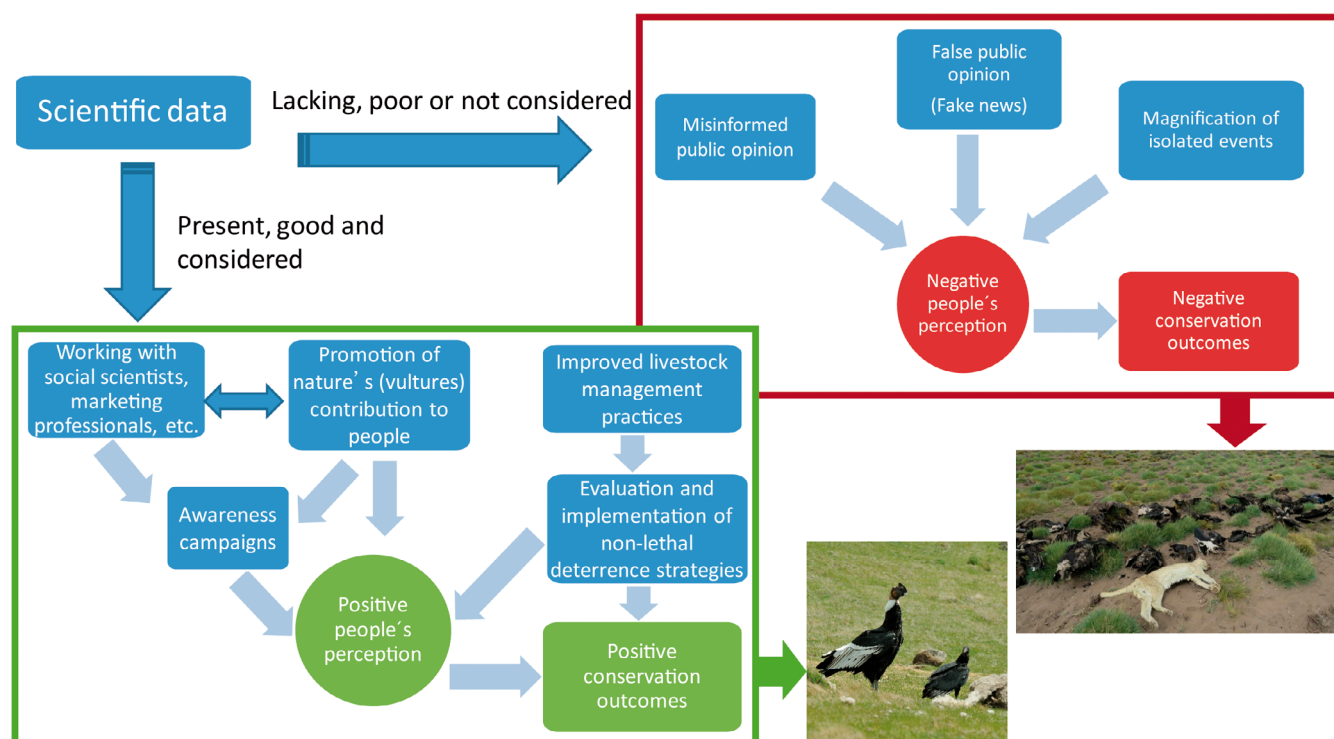 Scientific data
Lacking, poor or not considered
Present, good and
considered
Misinformed
public opinion
False public
opinion
(Fake news)
Magnification of
isolated events
Negative
people´s
perception
Negative
conservation
outcomes
Working with
social scientists,
marketing
professionals, etc.
Promotion of
nature’s (vultures)
contribution to
people
Improved livestock
management
practices
Awareness
campaigns
Evaluation and
implementation of
non-lethal
deterrence strategies
Positive
people´s
perception
Positive
conservation
outcomes